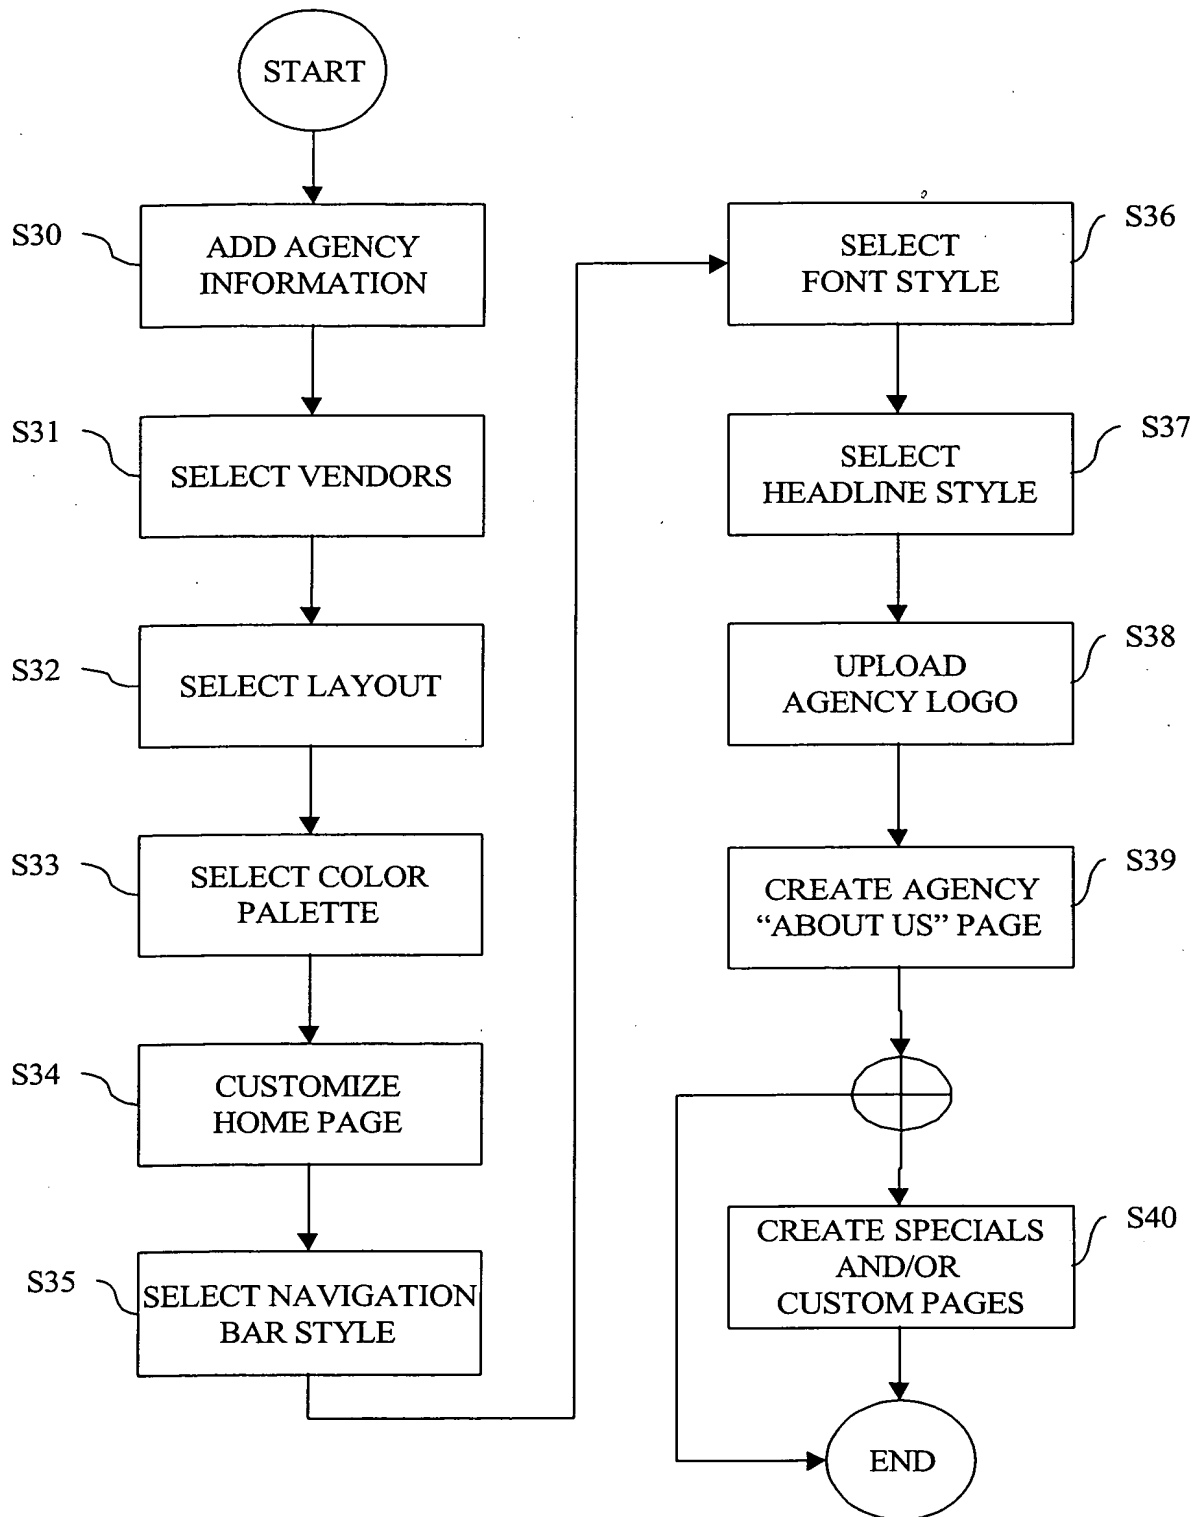 START
S30
ADD AGENCY
INFORMATION
S31
SELECT VENDORS
S32
SELECT LAYOUT
S33
SELECT COLOR
PALETTE
S34
CUSTOMIZE
HOME PAGE
S35
SELECT NAVIGATION
BAR STYLE
S36
SELECT
FONT STYLE
S37
SELECT
HEADLINE STYLE
S38
UPLOAD
AGENCY LOGO
S39
CREATE AGENCY
“ABOUT US” PAGE
S40
CREATE SPECIALS
AND/OR
CUSTOM PAGES
END